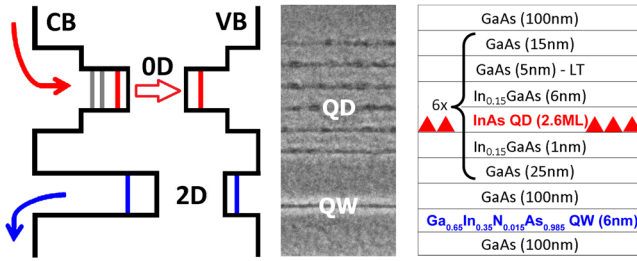 CB
VB
0D
2D
QD
QW
GaAs (100nm)
GaAs (15nm)
GaAs (5nm) - LT
In0.15GaAs (6nm)
6x
InAs QD (2.6ML)
In0.15GaAs (1nm)
GaAs (25nm)
GaAs (100nm)
Ga0.65In0.35N0.015As0.985 QW (6nm)
GaAs (100nm)